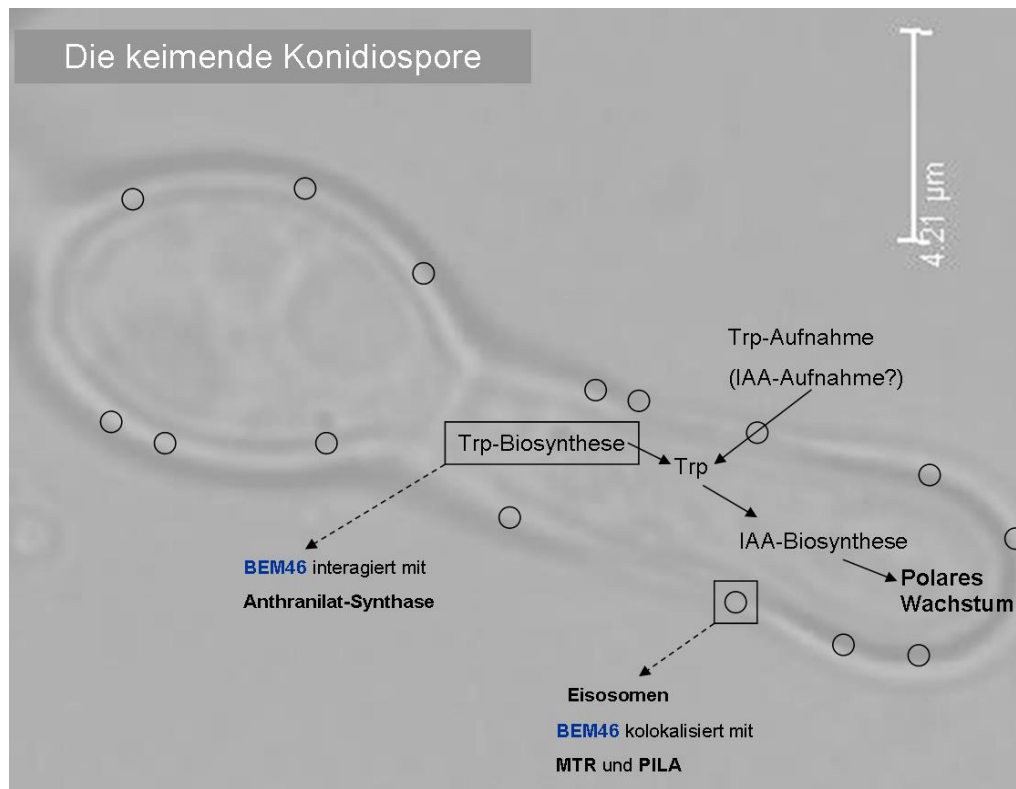 Die keimende Konidiospore
4.21 µm
Trp-Aufnahme
(IAA-Aufnahme?)
Trp-Biosynthese
Trp
IAA-Biosynthese
Polares
Wachstum
BEM46 interagiert mit
Anthranilat-Synthase
Eisosomen
BEM46 kolokalisiert mit
MTR und PILA